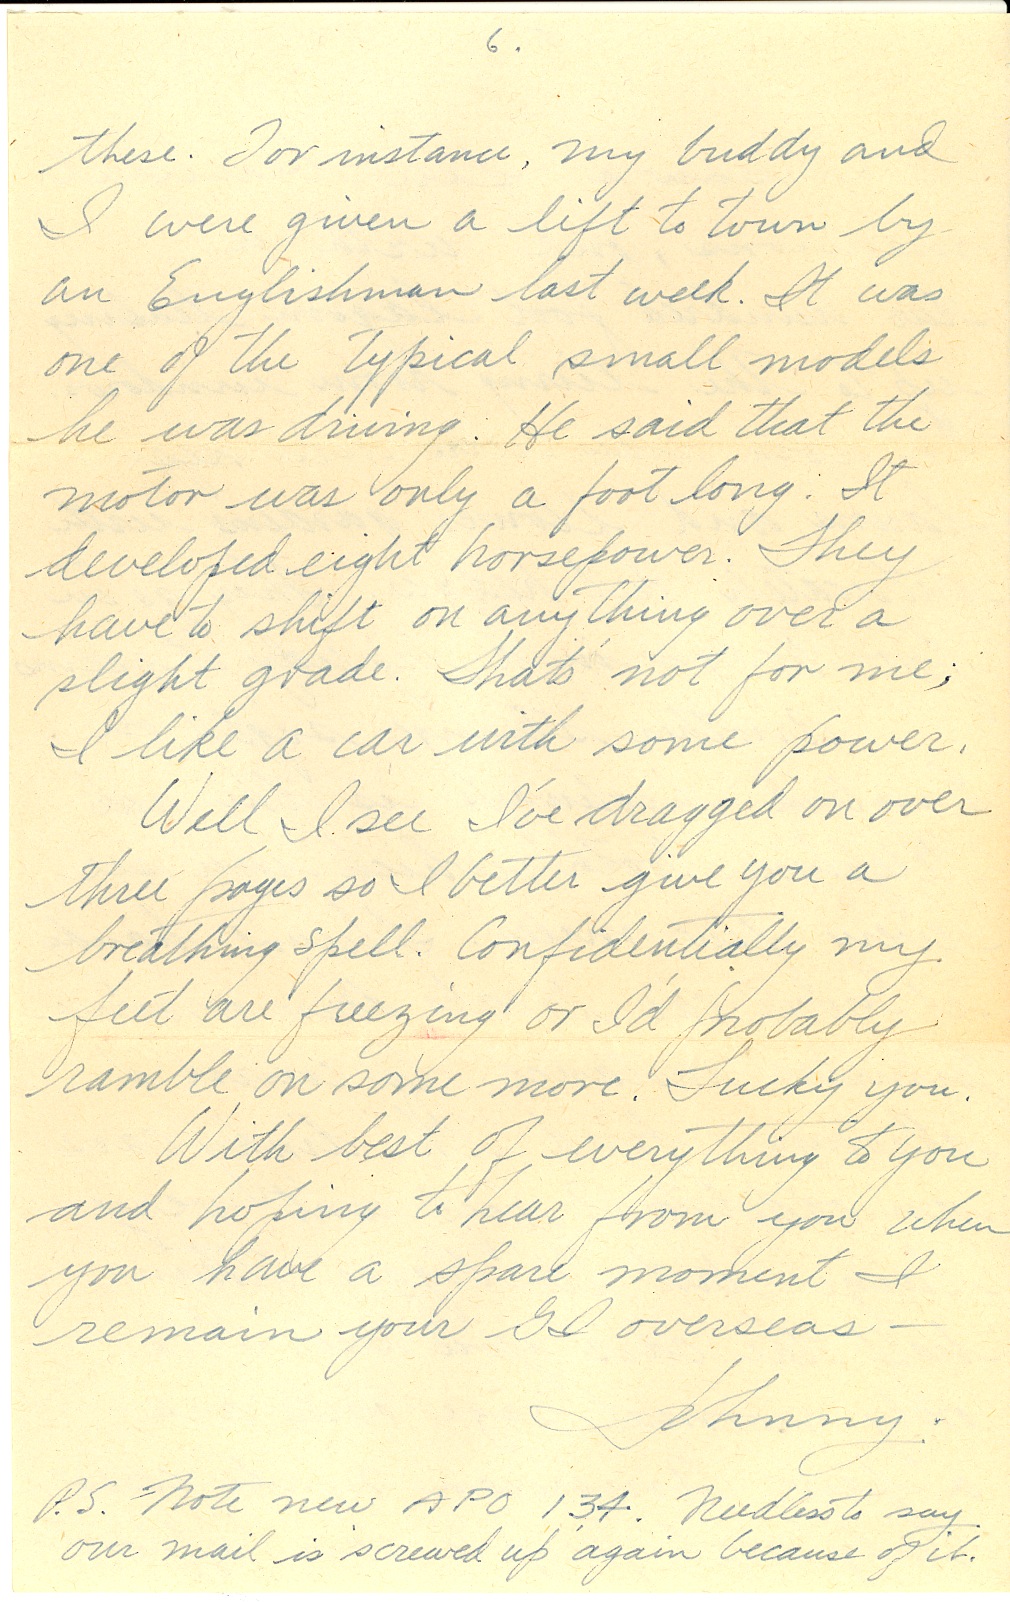 6.
these. For instance, my buddy and
I were given a lift to town by
an Englishman last week. It was
one of the typical small models
he was driving. He said that the
motor was only a foot long. It
developed eight horsepower. They
have to shift on anything over a
slight grade. Thats not for me;
I like a car with some power.
Well I see I've dragged on over
three pages so I better give you a
breathing spell. Confidentially my
feet are freezing or I'd probably
ramble on some more. Lucky you.
With best of everything to you
and hoping to hear from you when
you have a spare moment I
remain your GI overseas —
Johnny.
P.S. Note new APO 134. Needless to say
our mail is screwed up again because of it.